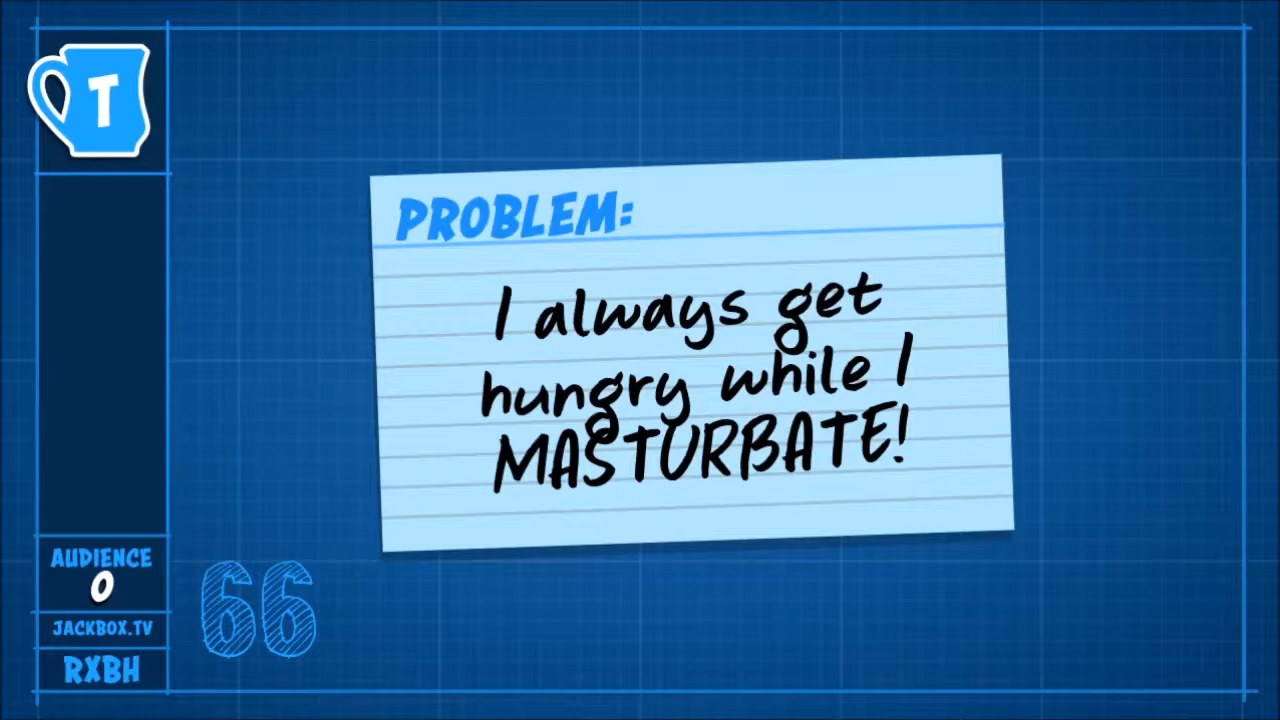 T
PROBLEM:
I always get
hungry while I
MASTURBATE!
AUDIENCE
0
JACKBOX.TV
RXBH
66